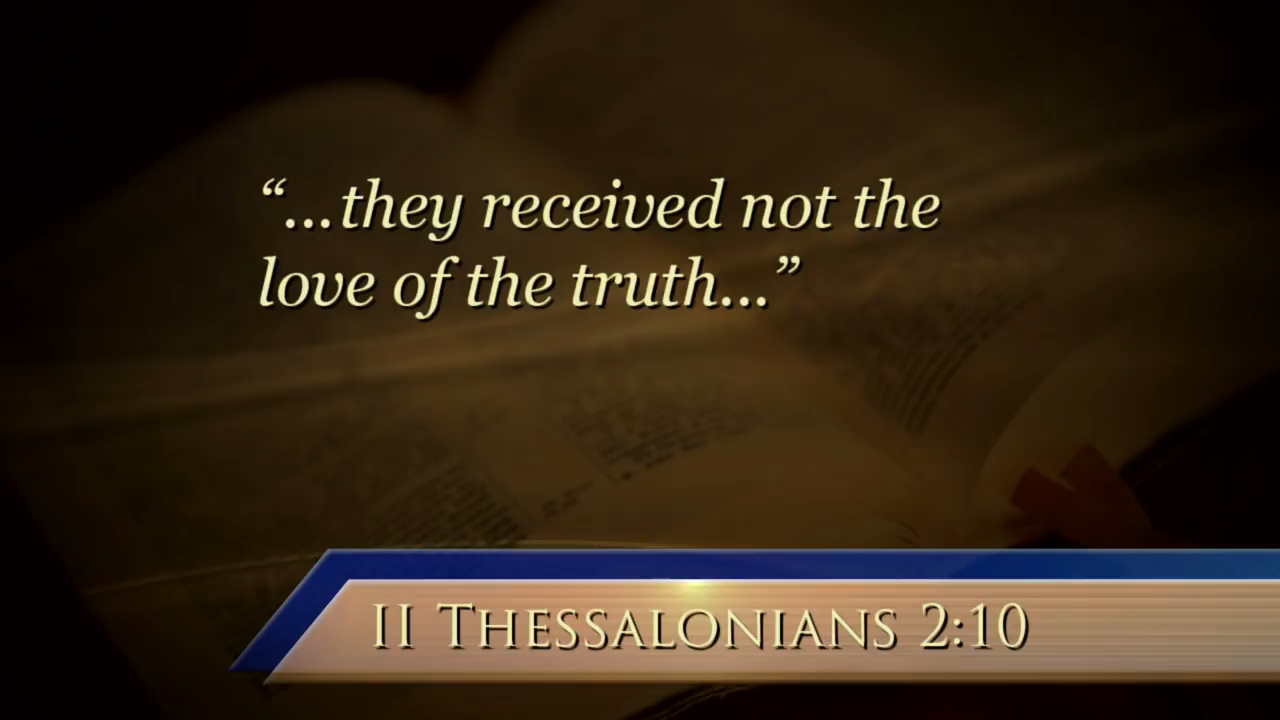 “...they received not the
love of the truth...”
II Thessalonians 2:10